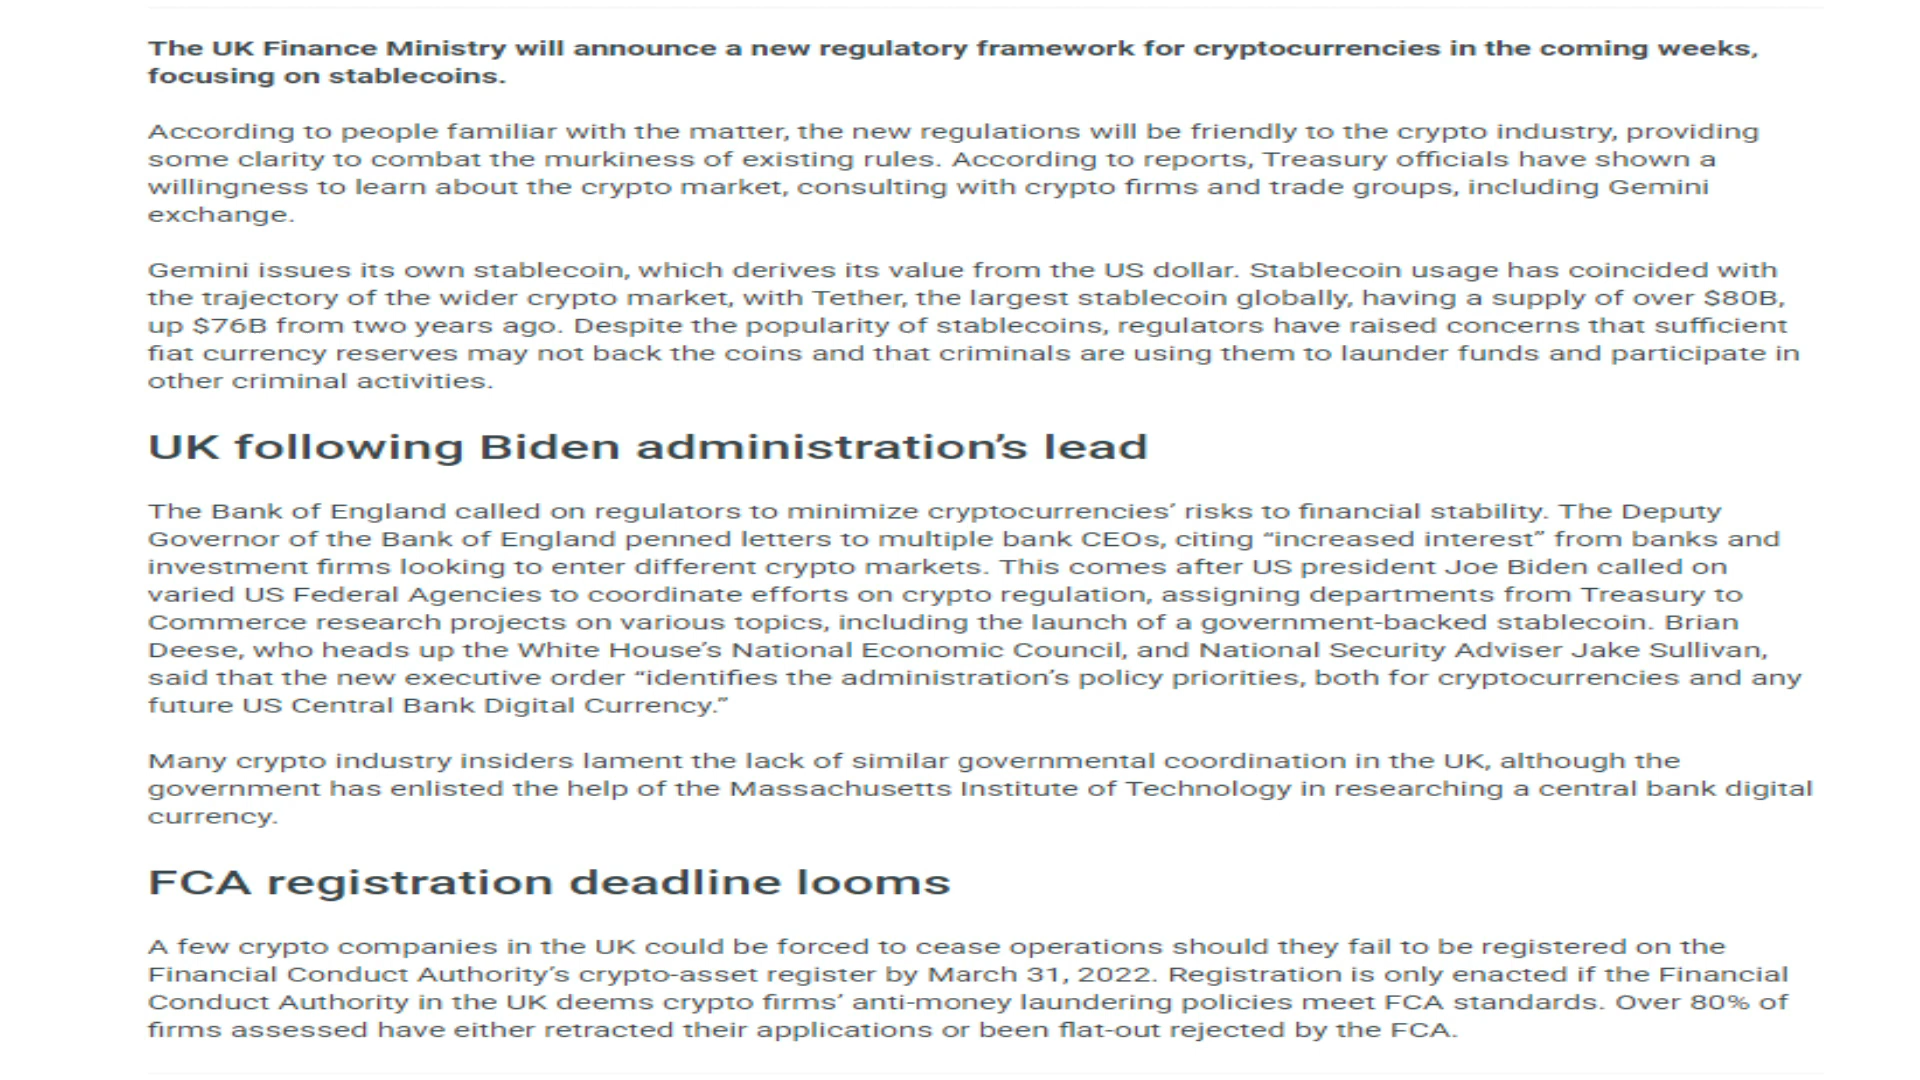 The UK Finance Ministry will announce a new regulatory framework for cryptocurrencies in the coming weeks,
focusing on stablecoins.
According to people familiar with the matter, the new regulations will be friendly to the crypto industry, providing
some clarity to combat the murkiness of existing rules. According to reports, Treasury officials have shown a
willingness to learn about the crypto market, consulting with crypto firms and trade groups, including Gemini
exchange.
Gemini issues its own stablecoin, which derives its value from the US dollar. Stablecoin usage has coincided with
the trajectory of the wider crypto market, with Tether, the largest stablecoin globally, having a supply of over $80B,
up $76B from two years ago. Despite the popularity of stablecoins, regulators have raised concerns that sufficient
fiat currency reserves may not back the coins and that criminals are using them to launder funds and participate in
other criminal activities.
UK following Biden administration’s lead
The Bank of England called on regulators to minimize cryptocurrencies’ risks to financial stability. The Deputy
Governor of the Bank of England penned letters to multiple bank CEOs, citing “increased interest” from banks and
investment firms looking to enter different crypto markets. This comes after US president Joe Biden called on
varied US Federal Agencies to coordinate efforts on crypto regulation, assigning departments from Treasury to
Commerce research projects on various topics, including the launch of a government-backed stablecoin. Brian
Deese, who heads up the White House’s National Economic Council, and National Security Adviser Jake Sullivan,
said that the new executive order “identifies the administration’s policy priorities, both for cryptocurrencies and any
future US Central Bank Digital Currency.”
Many crypto industry insiders lament the lack of similar governmental coordination in the UK, although the
government has enlisted the help of the Massachusetts Institute of Technology in researching a central bank digital
currency.
FCA registration deadline looms
A few crypto companies in the UK could be forced to cease operations should they fail to be registered on the
Financial Conduct Authority’s crypto-asset register by March 31, 2022. Registration is only enacted if the Financial
Conduct Authority in the UK deems crypto firms’ anti-money laundering policies meet FCA standards. Over 80% of
firms assessed have either retracted their applications or been flat-out rejected by the FCA.